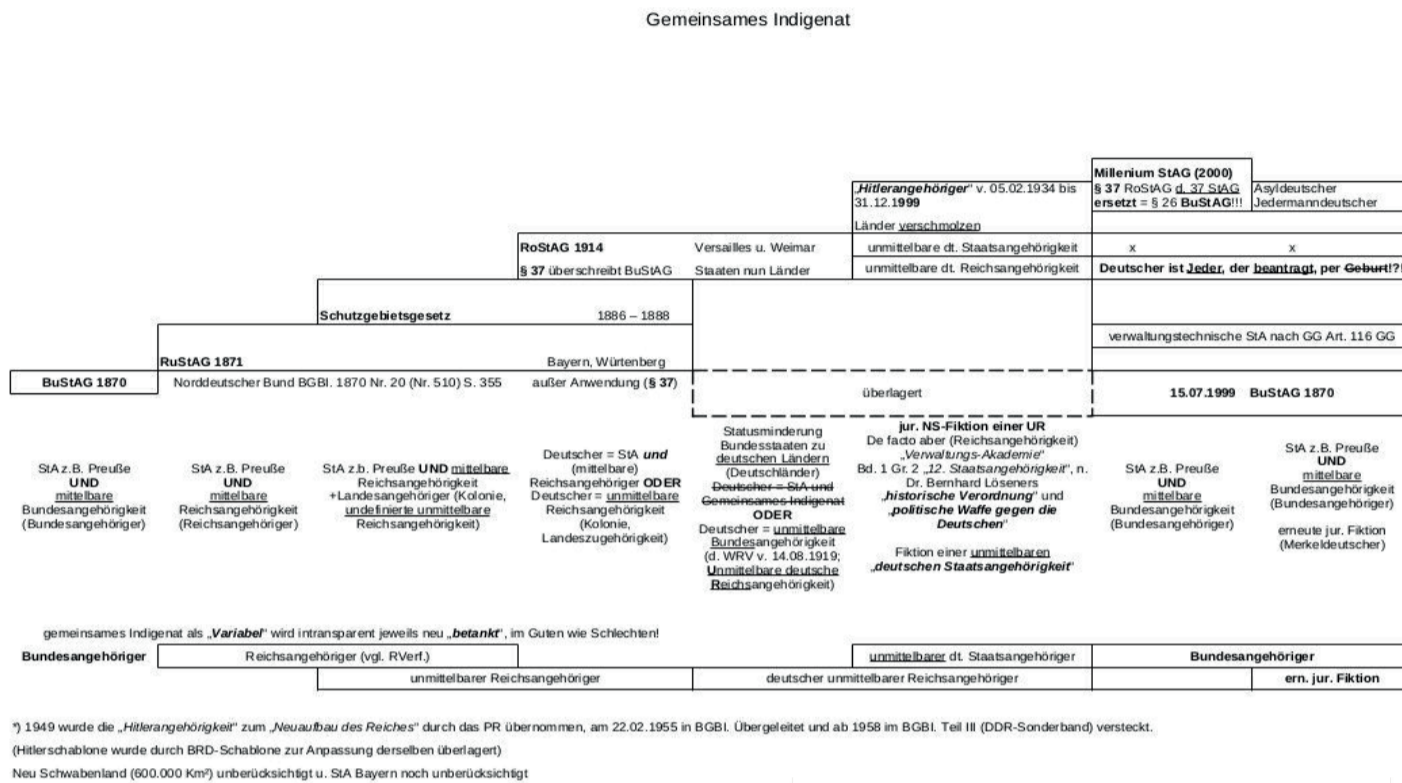 Gemeinsames Indigenat
Millenium StAG (2000)
„Hitlerangehöriger“ v. 05.02.1934 bis
31.12.1999
§ 37 RoStAG d. 37 StAG
ersetzt = § 26 BuStAG!!!
Asyldeutscher
Jedermanndeutscher
Länder verschmolzen
RoStAG 1914
Versailles u. Weimar
unmittelbare dt. Staatsangehörigkeit
x
x
§ 37 überschreibt BuStAG
Staaten nun Länder
unmittelbare dt. Reichsangehörigkeit
Deutscher ist Jeder, der beantragt, per Geburt!?!
Schutzgebietsgesetz
1886 – 1888
verwaltungstechnische StA nach GG Art. 116 GG
RuStAG 1871
Bayern, Würtenberg
BuStAG 1870
Norddeutscher Bund BGBl. 1870 Nr. 20 (Nr. 510) S. 355
außer Anwendung (§ 37)
überlagert
15.07.1999 BuStAG 1870
StA z.B. Preuße
UND
mittelbare
Bundesangehörigkeit
(Bundesangehöriger)
StA z.B. Preuße
UND
mittelbare
Reichsangehörigkeit
(Reichsangehöriger)
StA z.b. Preuße UND mittelbare
Reichsangehörigkeit
+Landesangehöriger (Kolonie,
undefinierte unmittelbare
Reichsangehörigkeit)
Deutscher = StA und
(mittelbare)
Reichsangehöriger ODER
Deutscher = unmittelbare
Reichsangehörigkeit
(Kolonie,
Landeszugehörigkeit)
Statusminderung
Bundesstaaten zu
deutschen Ländern
(Deutschländer)
Deutscher = StA und
Gemeinsames Indigenat
ODER
Deutscher = unmittelbare
Bundesangehörigkeit
(d. WRV v. 14.08.1919;
Unmittelbare deutsche
Reichsangehörigkeit)
jur. NS-Fiktion einer UR
De facto aber (Reichsangehörigkeit)
„Verwaltungs-Akademie“
Bd. 1 Gr. 2 „12. Staatsangehörigkeit“, n.
Dr. Bernhard Löseners
„historische Verordnung“ und
„politische Waffe gegen die
Deutschen“
Fiktion einer unmittelbaren
„deutschen Staatsangehörigkeit“
StA z.B. Preuße
UND
mittelbare
Bundesangehörigkeit
(Bundesangehöriger)
StA z.B. Preuße
UND
mittelbare
Bundesangehörigkeit
(Bundesangehöriger)
erneute jur. Fiktion
(Merkeldeutscher)
gemeinsames Indigenat als „Variabel“ wird intransparent jeweils neu „betankt“, im Guten wie Schlechten!
Bundesangehöriger
Reichsangehöriger (vgl. RVerf.)
unmittelbarer dt. Staatsangehöriger
Bundesangehöriger
unmittelbarer Reichsangehöriger
deutscher unmittelbarer Reichsangehöriger
ern. jur. Fiktion
*) 1949 wurde die „Hitlerangehörigkeit“ zum „Neuaufbau des Reiches“ durch das PR übernommen, am 22.02.1955 in BGBl. Übergeleitet und ab 1958 im BGBl. Teil III (DDR-Sonderband) versteckt.
(Hitlerschablone wurde durch BRD-Schablone zur Anpassung derselben überlagert)
Neu Schwabenland (600.000 Km²) unberücksichtigt u. StA Bayern noch unberücksichtigt